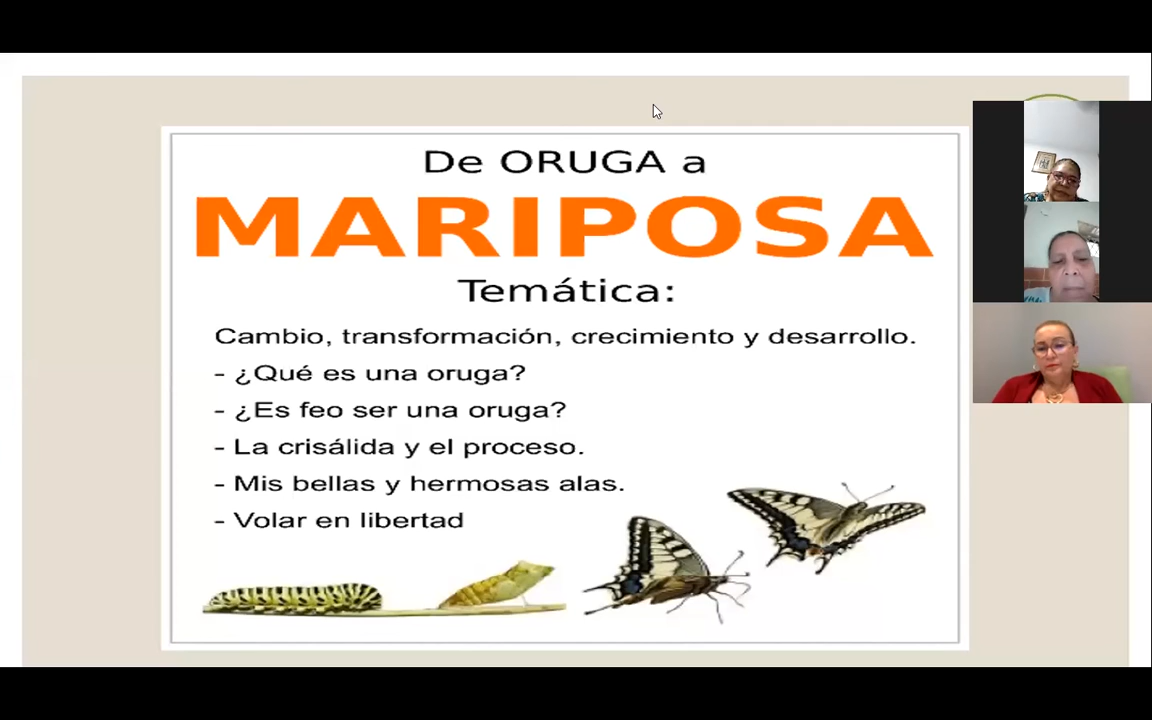 De ORUGA a
MARIPOSA
Temática:
Cambio, transformación, crecimiento y desarrollo.
- ¿Qué es una oruga?
- ¿Es feo ser una oruga?
- La crisálida y el proceso.
- Mis bellas y hermosas alas.
- Volar en libertad